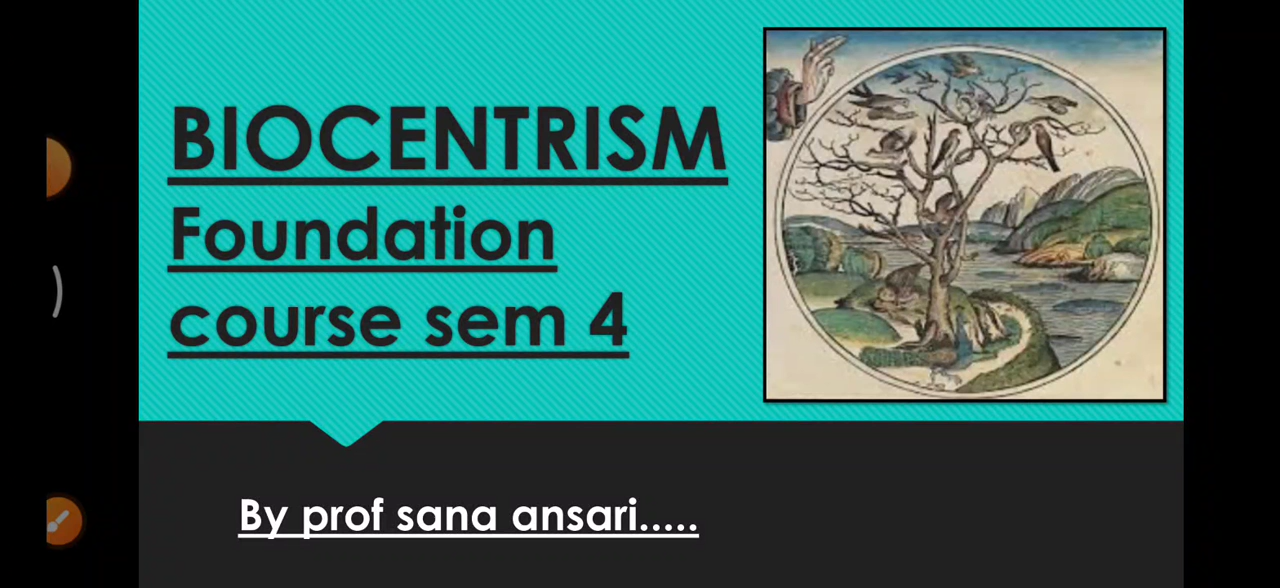 BIOCENTRISM
Foundation
course sem 4
By prof sana ansari.....